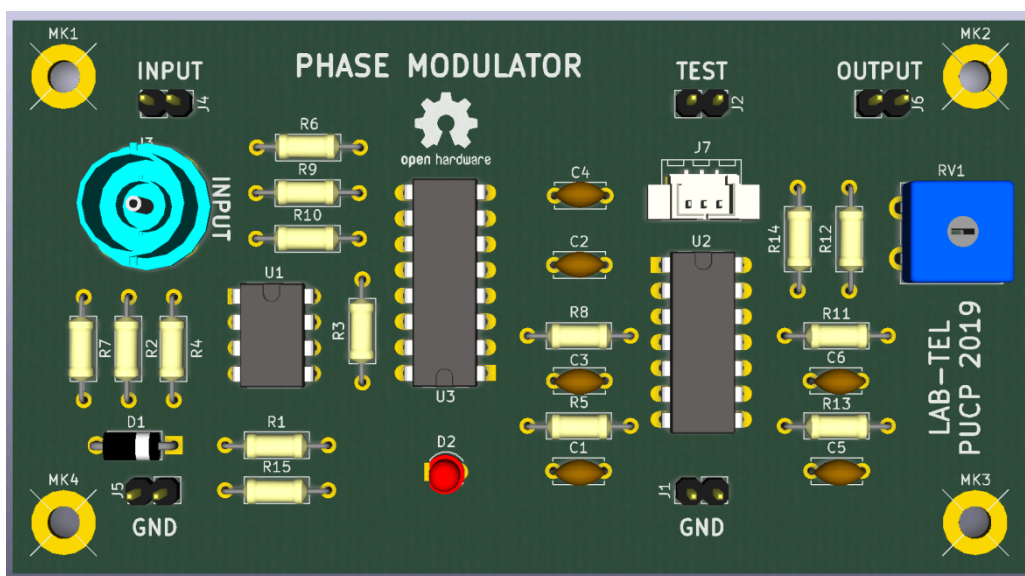 MK1
MK2
PHASE MODULATOR
INPUT
TEST
OUTPUT
J4
J2
J6
R6
open hardware
J3
J7
R9
C4
RV1
INPUT
R10
R14
R12
C2
U2
U1
R3
R8
R11
R7
R2
R4
C3
C6
U3
LAB-TEL
PUCP 2019
R5
R13
D1
R1
D2
C1
C5
R15
MK4
MK3
J5
J1
GND
GND